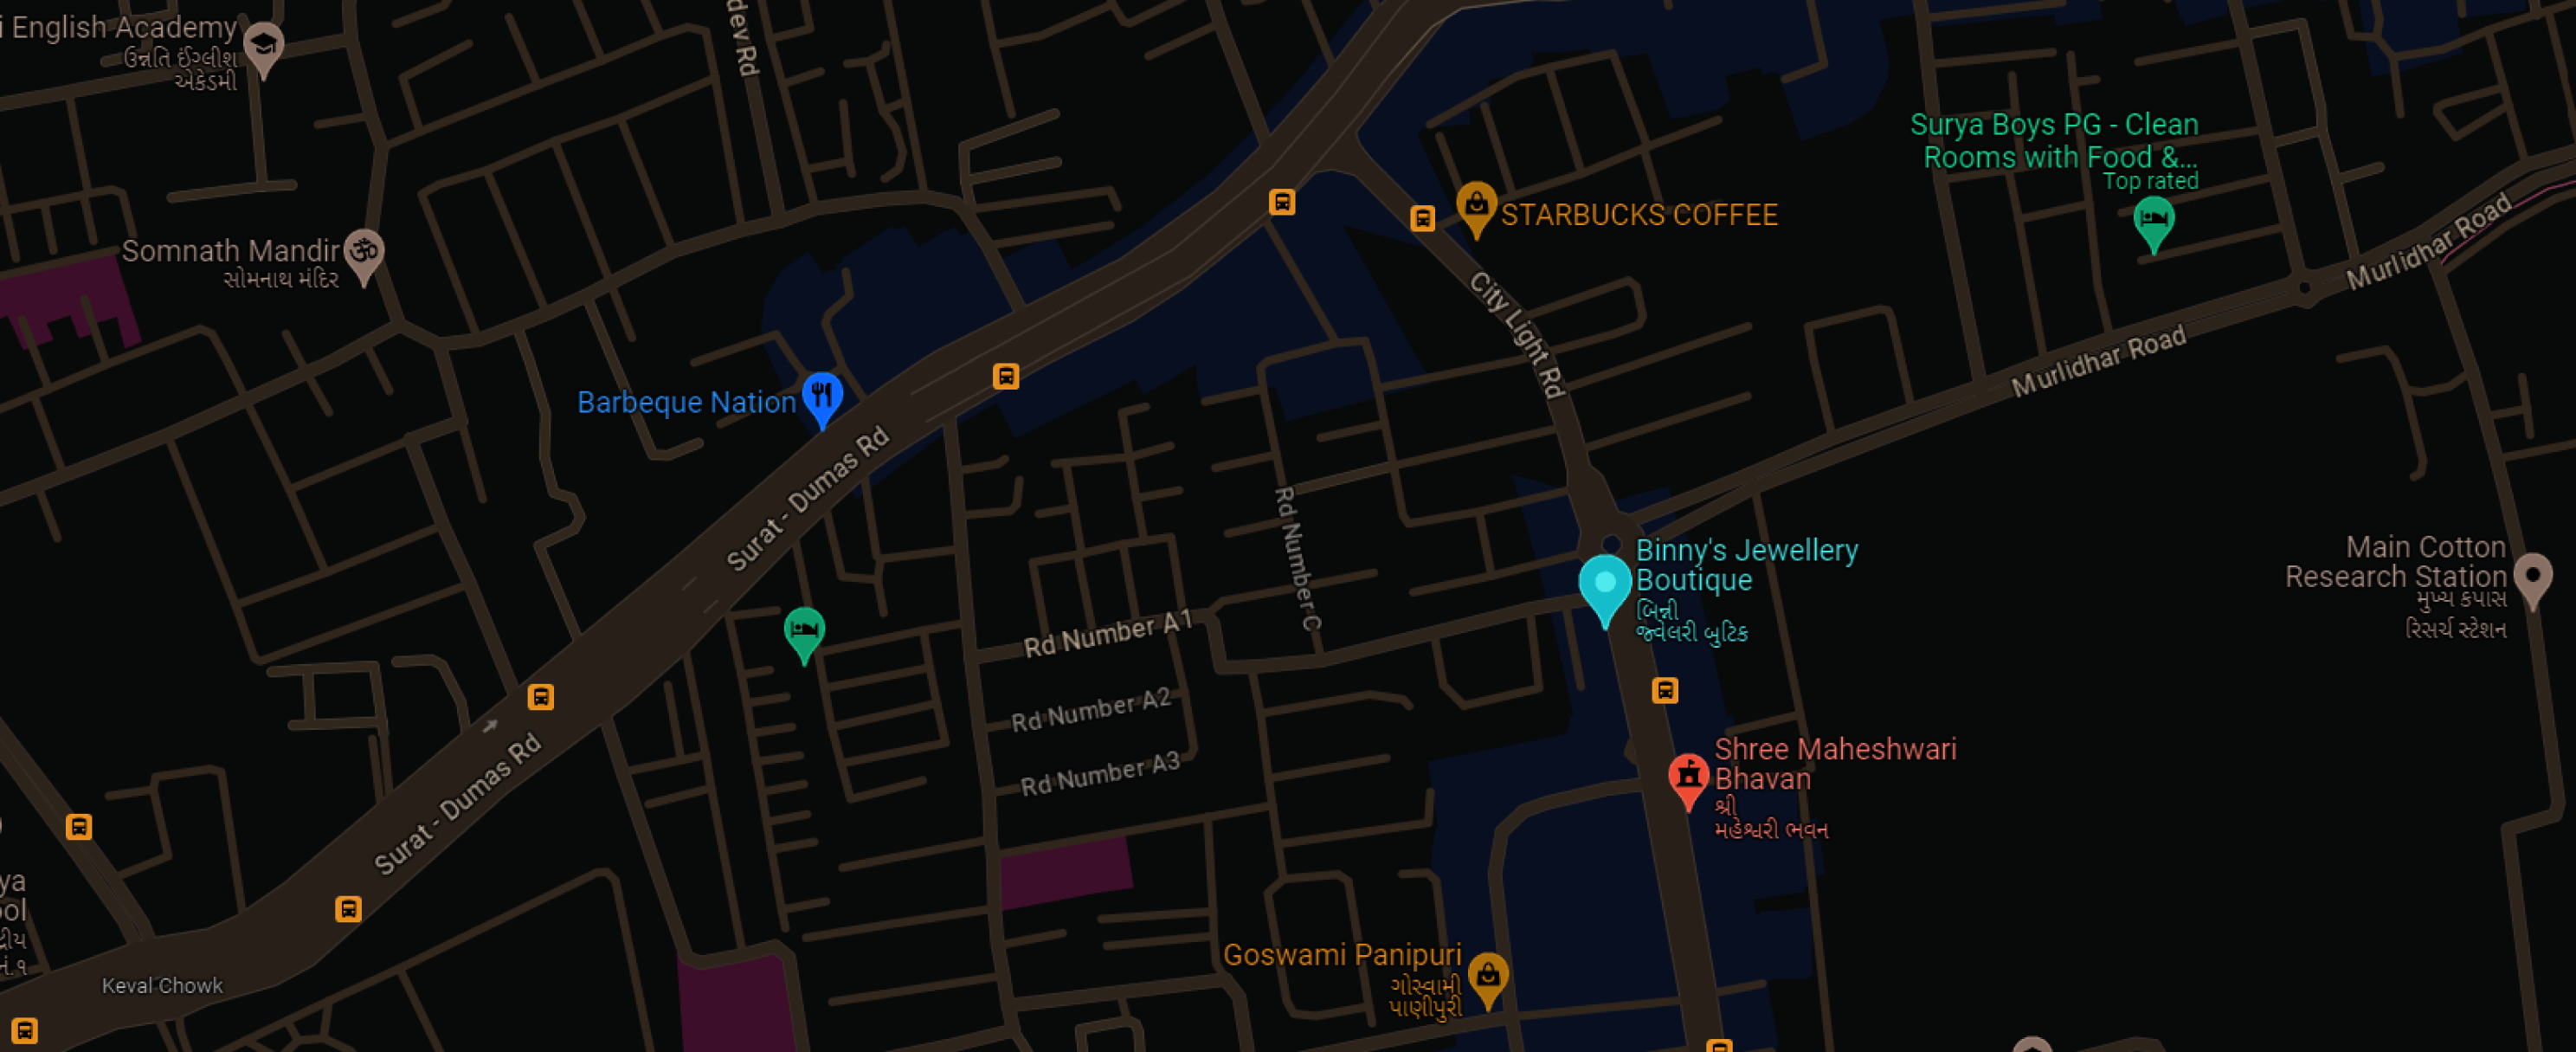 i English Academy
ઉન્નતિ ઈંગ્લીશ
એકેડમી
dev Rd
Surya Boys PG - Clean
Rooms with Food &...
Top rated
STARBUCKS COFFEE
Somnath Mandir
સોમનાથ મંદિર
Murlidhar Road
City Light Rd
Murlidhar Road
Barbeque Nation
Surat - Dumas Rd
Rd Number C
Binny's Jewellery
Boutique
બિન્ની
જ્વેલરી બુટિક
Main Cotton
Research Station
મુખ્ય કપાસ
રિસર્ચ સ્ટેશન
Rd Number A1
Rd Number A2
Rd Number A3
Surat - Dumas Rd
Shree Maheshwari
Bhavan
શ્રી
મહેશ્વરી ભવન
ya
ool
દ્રીય
નં.૧
Goswami Panipuri
ગોસ્વામી
પાણીપુરી
Keval Chowk